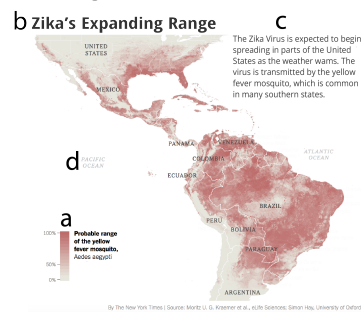 b Zika's Expanding Range
c
The Zika Virus is expected to begin
spreading in parts of the United
States as the weather warns. The
virus is transmitted by the yellow
fever mosquito, which is common
in many southern states.
UNITED
STATES
MEXICO
PANAMA
VENEZUELA
COLOMBIA
ATLANTIC
OCEAN
d
PACIFIC
OCEAN
ECUADOR
BRAZIL
PERU
BOLIVIA
PARAGUAY
ARGENTINA
a
100%
50%
0%
Probable range
of the yellow
fever mosquito,
Aedes aegypti
By The New York Times | Source: Moritz U. G. Kraemer et al., eLife Sciences; Simon Hay, University of Oxford